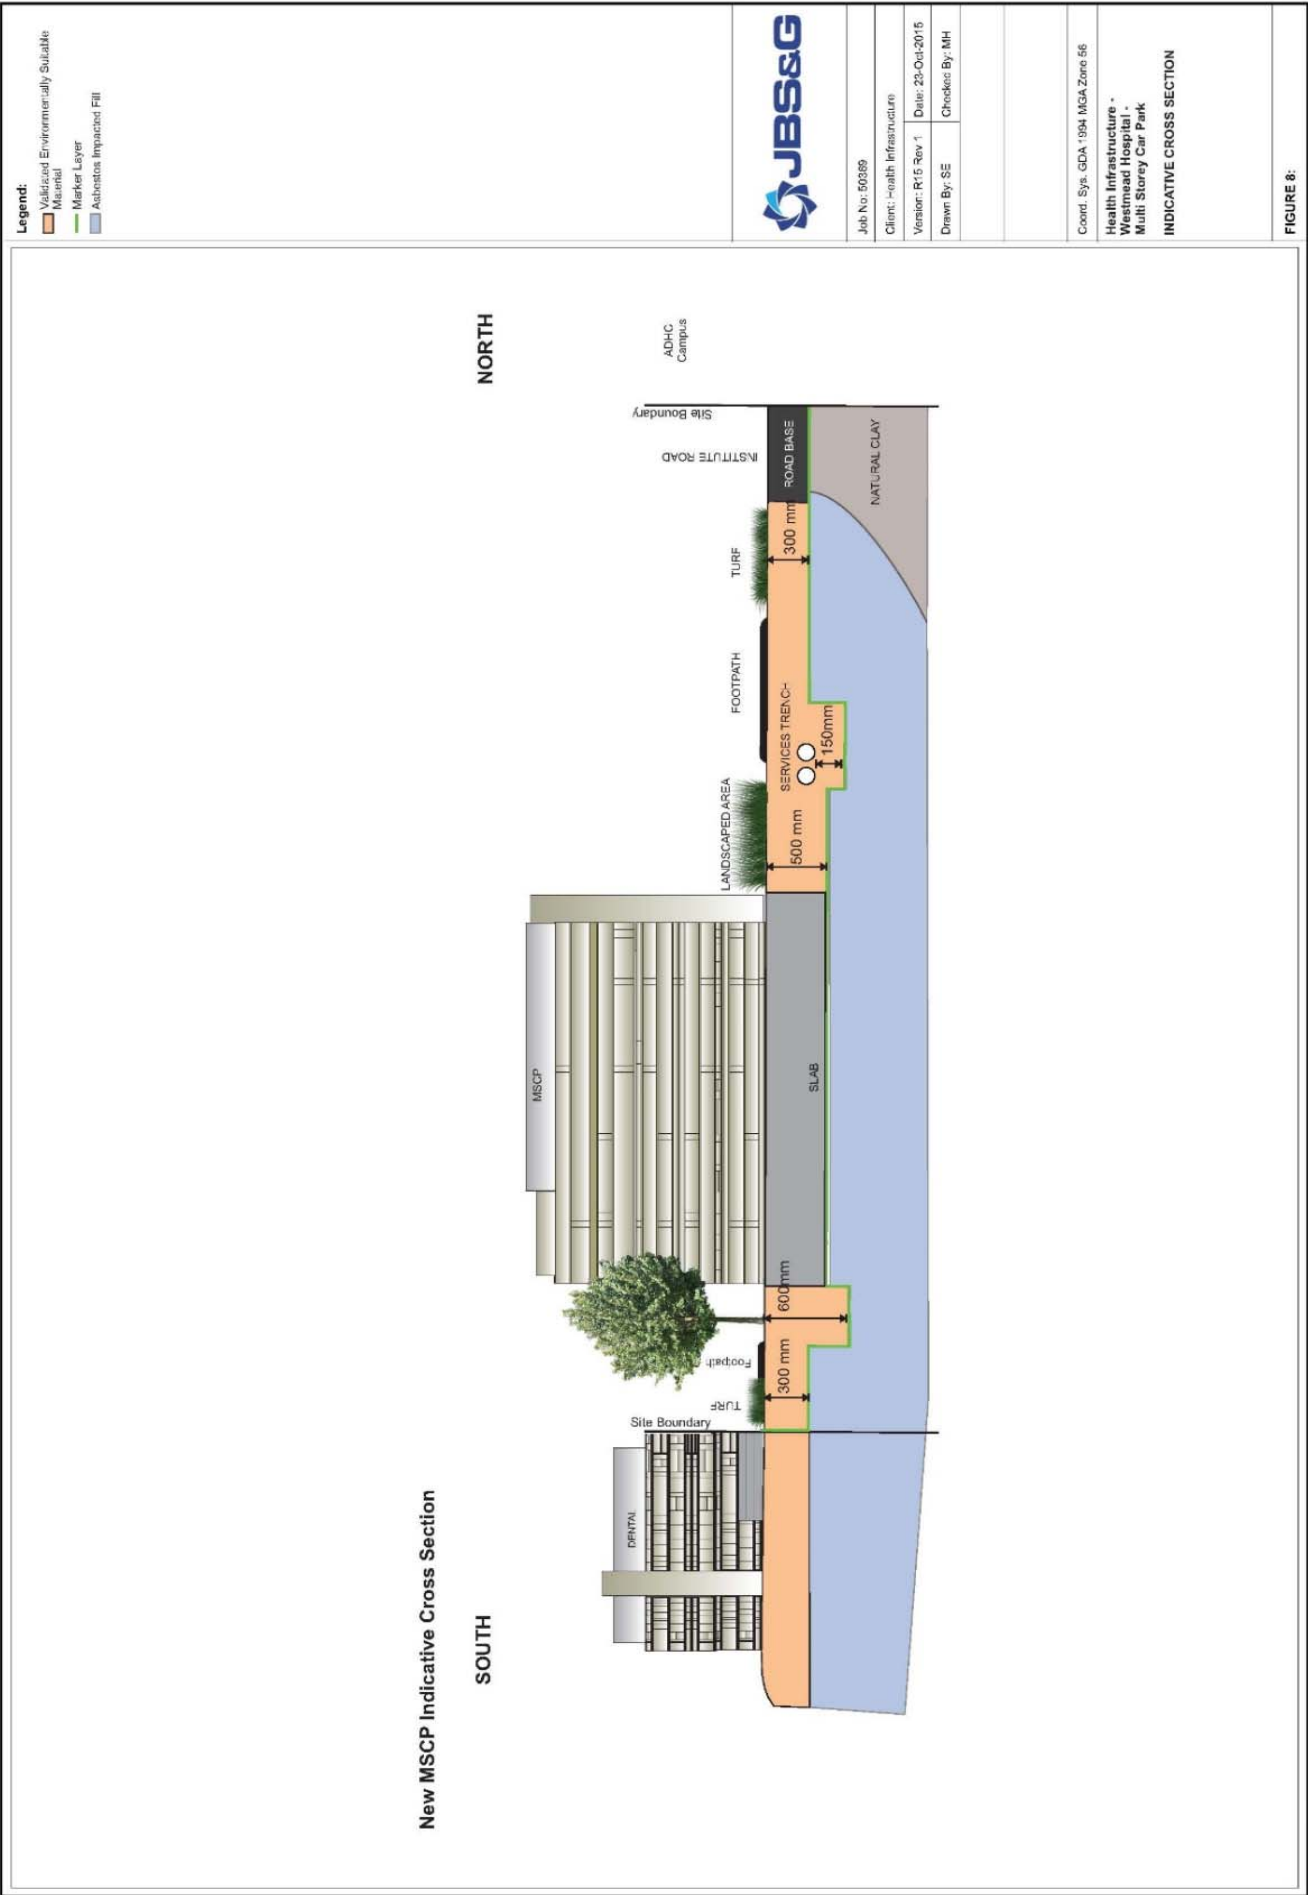 New MSCP Indicative Cross Section
SOUTH
NORTH
DENTAL
Site Boundary
TURF
Footpath
MSCP
LANDSCAPED AREA
FOOTPATH
TURF
INSTITUTE ROAD
Site Boundary
ADHC
Campus
300 mm
600mm
SLAB
500 mm
SERVICES TRENCH
150mm
300 mm
ROAD BASE
NATURAL CLAY
Legend:
Validated Environmentally Suitable
Material
Marker Layer
Asbestos Impacted Fill
JBS&G
Job No: 50389
Client: Health Infrastructure
Version: R15 Rev 1
Date: 23-Oct-2015
Drawn By: SE
Checked By: MH
Coord. Sys. GDA 1994 MGA Zone 56
Health Infrastructure -
Westmead Hospital -
Multi Storey Car Park
INDICATIVE CROSS SECTION
FIGURE 8: